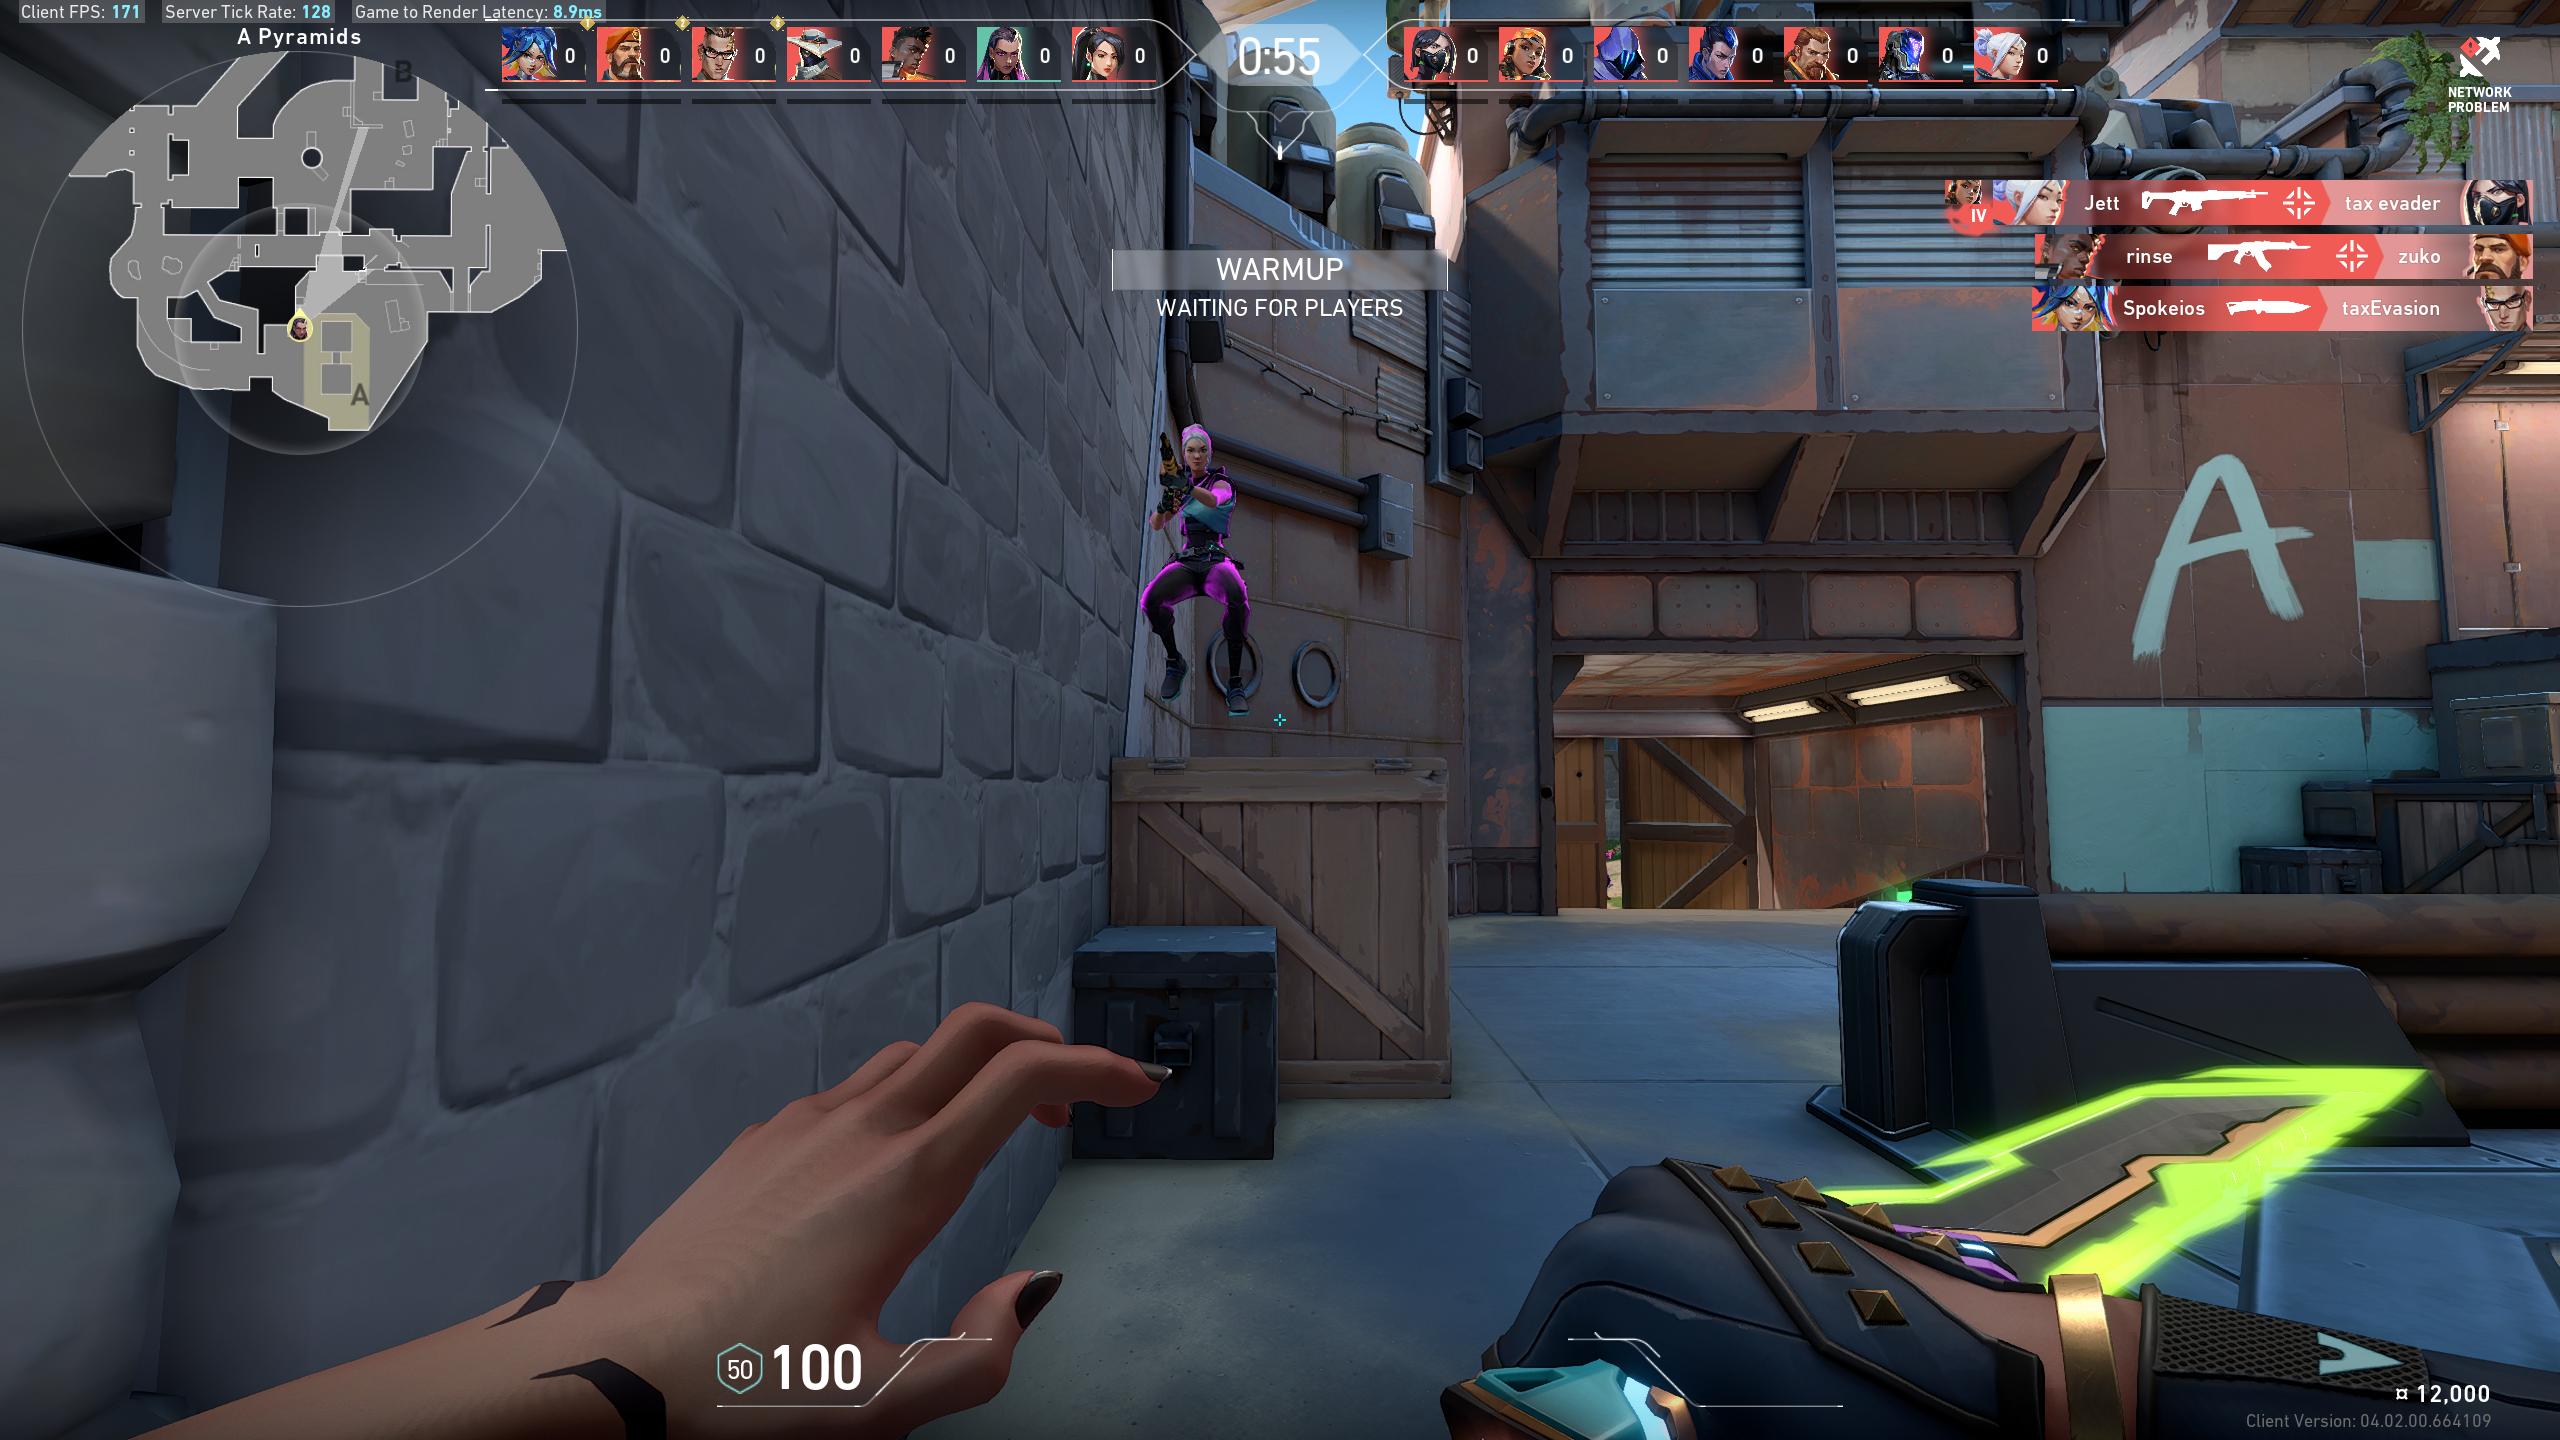 Client FPS: 171 Server Tick Rate: 128 Game to Render Latency: 8.9ms
A Pyramids
B
A
0 0 0 0 0 0 0
0:55
0 0 0 0 0 0 0
NETWORK
PROBLEM
IV Jett tax evader
rinse zuko
Spokeios taxEvasion
WARMUP
WAITING FOR PLAYERS
A
50 100
¤ 12,000
Client Version: 04.02.00.664109